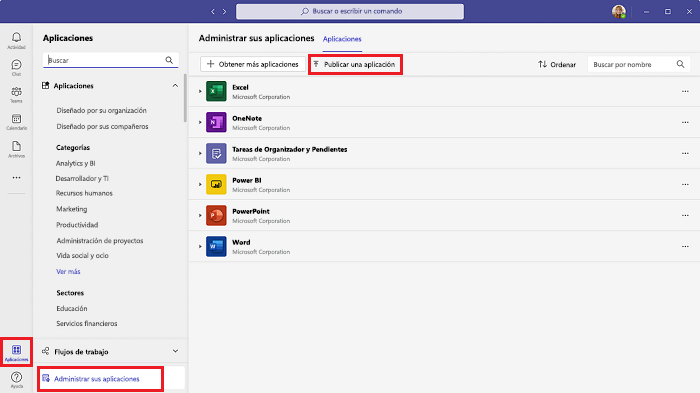 Buscar o escribir un comando
Actividad
Chat
Teams
Calendario
Archivos
Aplicaciones
Ayuda
Aplicaciones
Buscar
Aplicaciones
Diseñado por su organización
Diseñado por sus compañeros
Categorías
Analytics y BI
Desarrollador y TI
Recursos humanos
Marketing
Productividad
Administración de proyectos
Vida social y ocio
Ver más
Sectores
Educación
Servicios financieros
Flujos de trabajo
Administrar sus aplicaciones
Administrar sus aplicaciones Aplicaciones
Obtener más aplicaciones Publicar una aplicación Ordenar Buscar por nombre
Excel
Microsoft Corporation
OneNote
Microsoft Corporation
Tareas de Organizador y Pendientes
Microsoft Corporation
Power BI
Microsoft Corporation
PowerPoint
Microsoft Corporation
Word
Microsoft Corporation